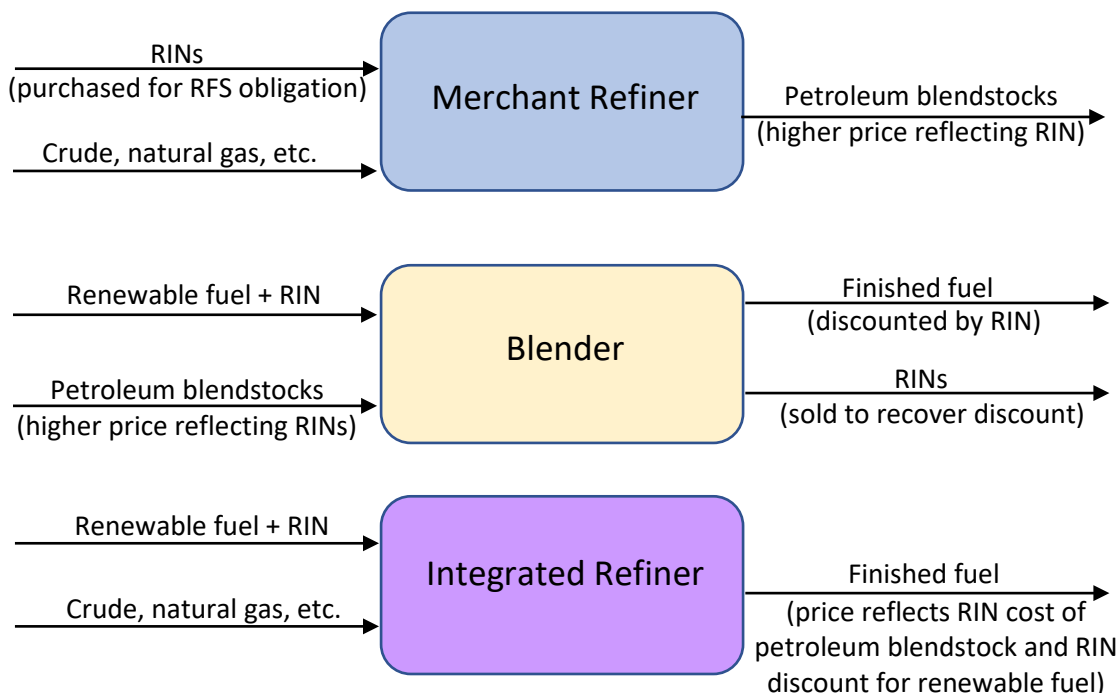 RINs
(purchased for RFS obligation)
Crude, natural gas, etc.
Merchant Refiner
Petroleum blendstocks
(higher price reflecting RIN)
Renewable fuel + RIN
Petroleum blendstocks
(higher price reflecting RINs)
Blender
Finished fuel
(discounted by RIN)
RINs
(sold to recover discount)
Renewable fuel + RIN
Crude, natural gas, etc.
Integrated Refiner
Finished fuel
(price reflects RIN cost of
petroleum blendstock and RIN
discount for renewable fuel)